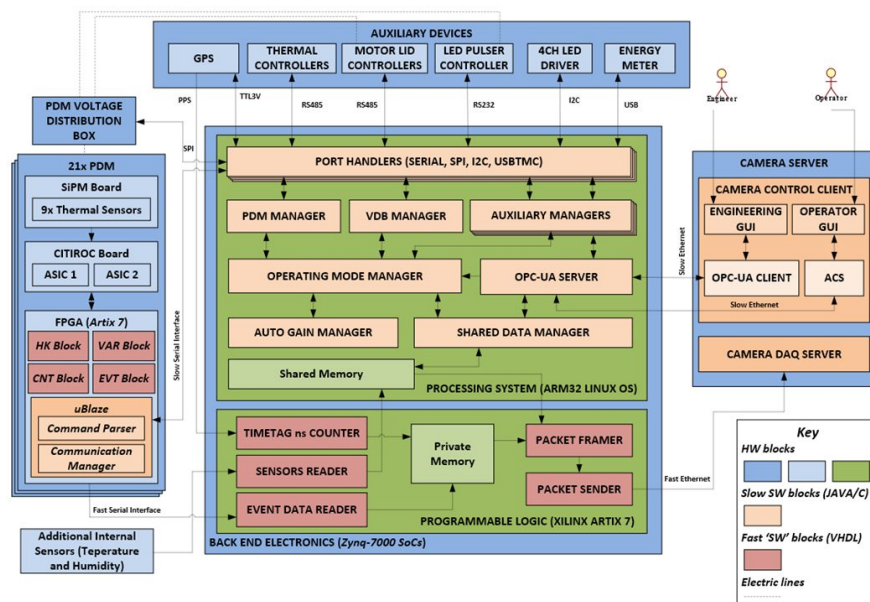 AUXILIARY DEVICES
GPS
THERMAL
CONTROLLERS
MOTOR LID
CONTROLLERS
LED PULSER
CONTROLLER
4CH LED
DRIVER
ENERGY
METER
PPS
TTL3V
RS485
RS485
RS232
I2C
USB
SPI
Engineer
Operator
PDM VOLTAGE
DISTRIBUTION
BOX
21x PDM
SiPM Board
9x Thermal Sensors
CITIROC Board
ASIC 1
ASIC 2
FPGA (Artix 7)
HK Block
VAR Block
CNT Block
EVT Block
uBlaze
Command Parser
Communication
Manager
Slow Serial Interface
Fast Serial Interface
Additional Internal
Sensors (Teperature
and Humidity)
PORT HANDLERS (SERIAL, SPI, I2C, USBTMC)
PDM MANAGER
VDB MANAGER
AUXILIARY MANAGERS
OPERATING MODE MANAGER
OPC-UA SERVER
AUTO GAIN MANAGER
SHARED DATA MANAGER
Shared Memory
PROCESSING SYSTEM (ARM32 LINUX OS)
TIMETAG ns COUNTER
SENSORS READER
EVENT DATA READER
Private
Memory
PACKET FRAMER
PACKET SENDER
PROGRAMMABLE LOGIC (XILINX ARTIX 7)
BACK END ELECTRONICS (Zynq-7000 SoCs)
Slow Ethernet
Slow Ethernet
Fast Ethernet
CAMERA SERVER
CAMERA CONTROL CLIENT
ENGINEERING
GUI
OPERATOR
GUI
OPC-UA CLIENT
ACS
CAMERA DAQ SERVER
Key
HW blocks
Slow SW blocks (JAVA/C)
Fast ‘SW’ blocks (VHDL)
Electric lines